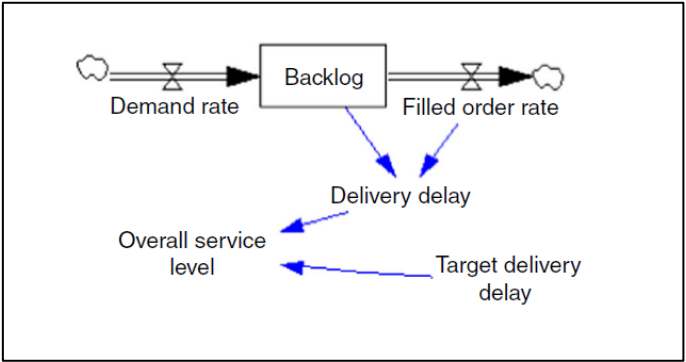 Backlog
Demand rate
Filled order rate
Delivery delay
Overall service
level
Target delivery
delay